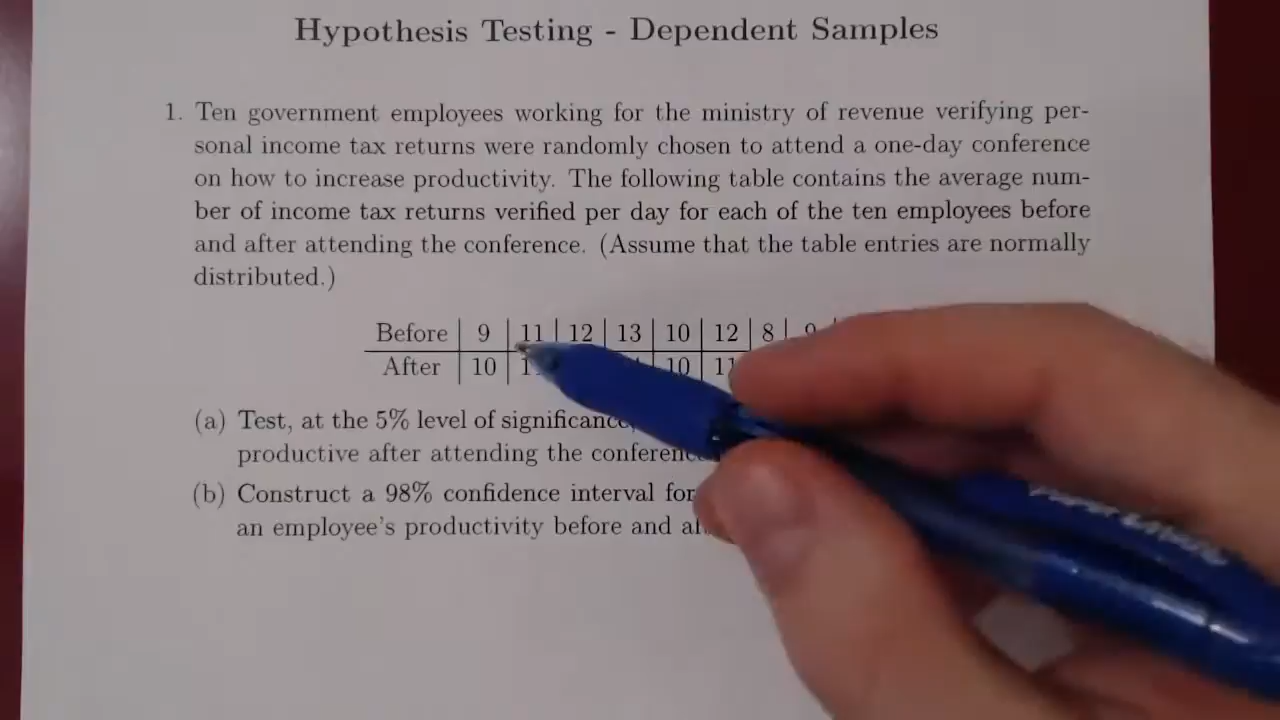 Hypothesis Testing - Dependent Samples
1. Ten government employees working for the ministry of revenue verifying per-
sonal income tax returns were randomly chosen to attend a one-day conference
on how to increase productivity. The following table contains the average num-
ber of income tax returns verified per day for each of the ten employees before
and after attending the conference. (Assume that the table entries are normally
distributed.)
Before 9 11 12 13 10 12 8 9
After 10 10 11
(a) Test, at the 5% level of significance,
productive after attending the conference
(b) Construct a 98% confidence interval for
an employee's productivity before and